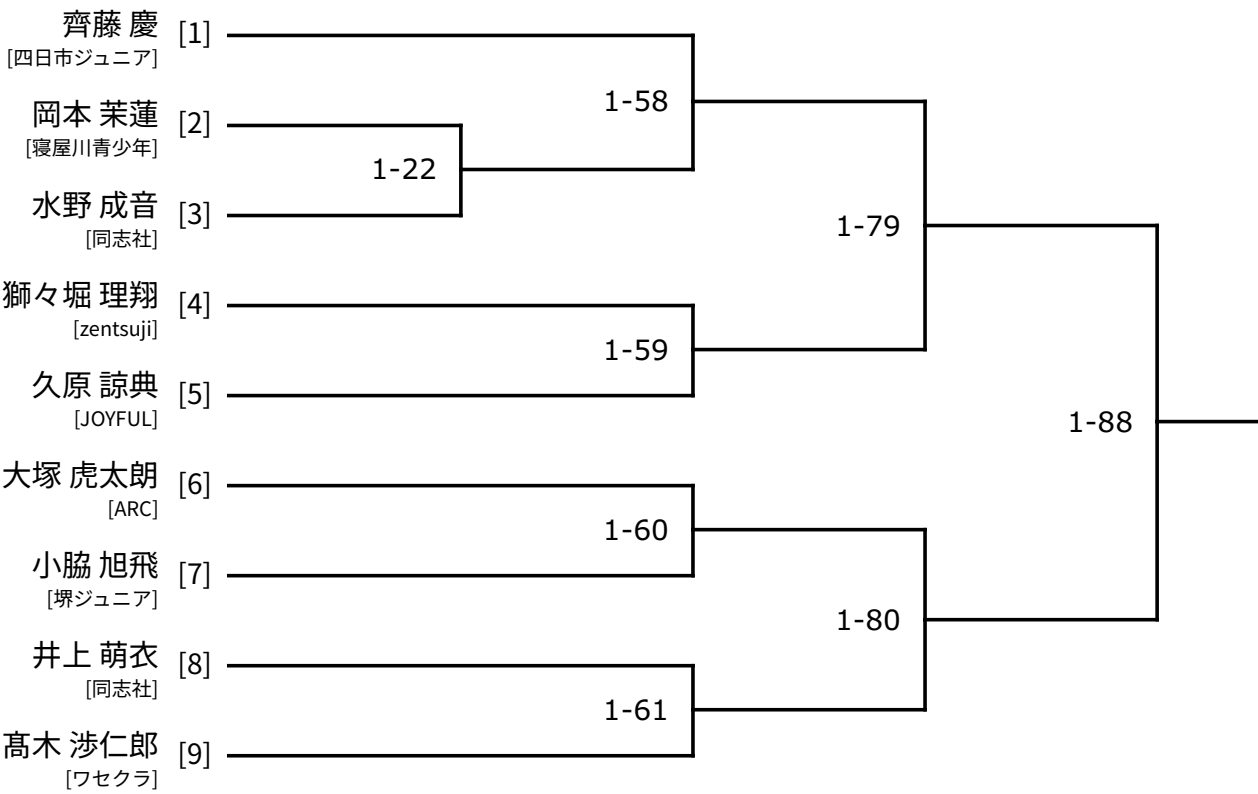 齊藤 慶 [1]
[四日市ジュニア]
1-58
岡本 茉蓮 [2]
[寝屋川青少年]
1-22
水野 成音 [3]
[同志社]
1-79
獅々堀 理翔 [4]
[zentsuji]
1-59
久原 諒典 [5]
[JOYFUL]
1-88
大塚 虎太朗 [6]
[ARC]
1-60
小脇 旭飛 [7]
[堺ジュニア]
1-80
井上 萌衣 [8]
[同志社]
1-61
髙木 渉仁郎 [9]
[ワセクラ]